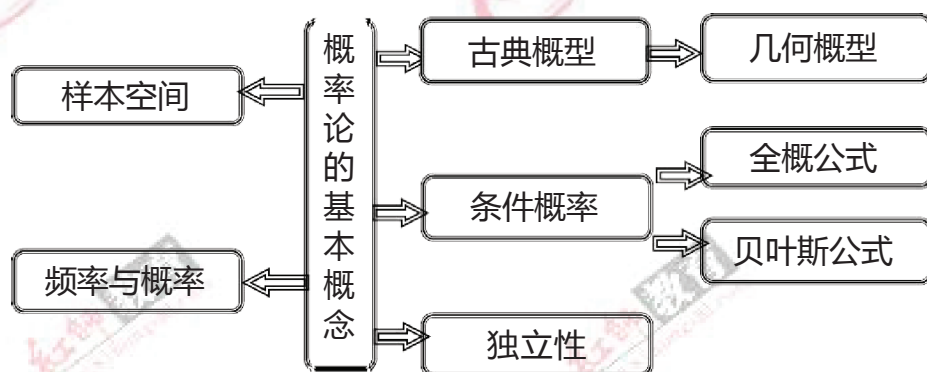 样本空间
频率与概率
概率论的基本概念
古典概型
几何概型
条件概率
全概公式
贝叶斯公式
独立性